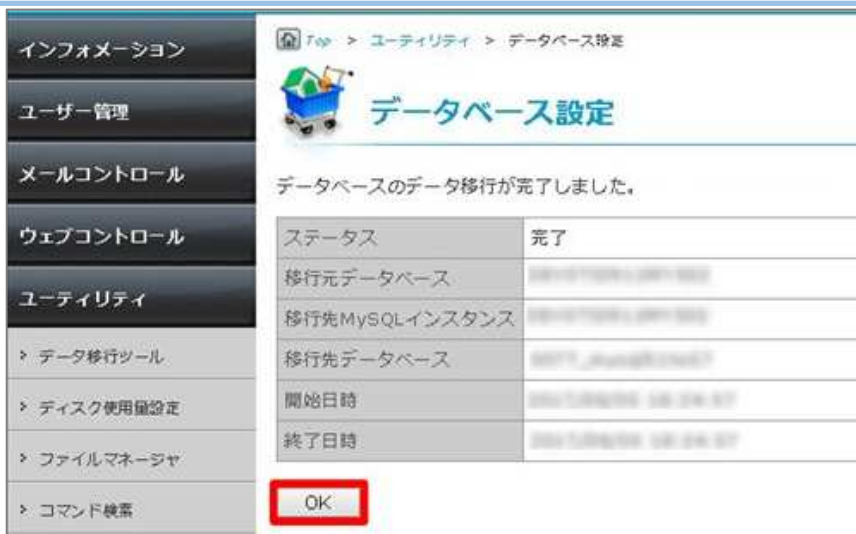 インフォメーション
ユーザー管理
メールコントロール
ウェブコントロール
ユーティリティ
> データ移行ツール
> ディスク使用量設定
> ファイルマネージャ
> コマンド検索
Top > ユーティリティ > データベース設定
データベース設定
データベースのデータ移行が完了しました。
ステータス 完了
移行元データベース
移行先MySQLインスタンス
移行先データベース
開始日時
終了日時
OK